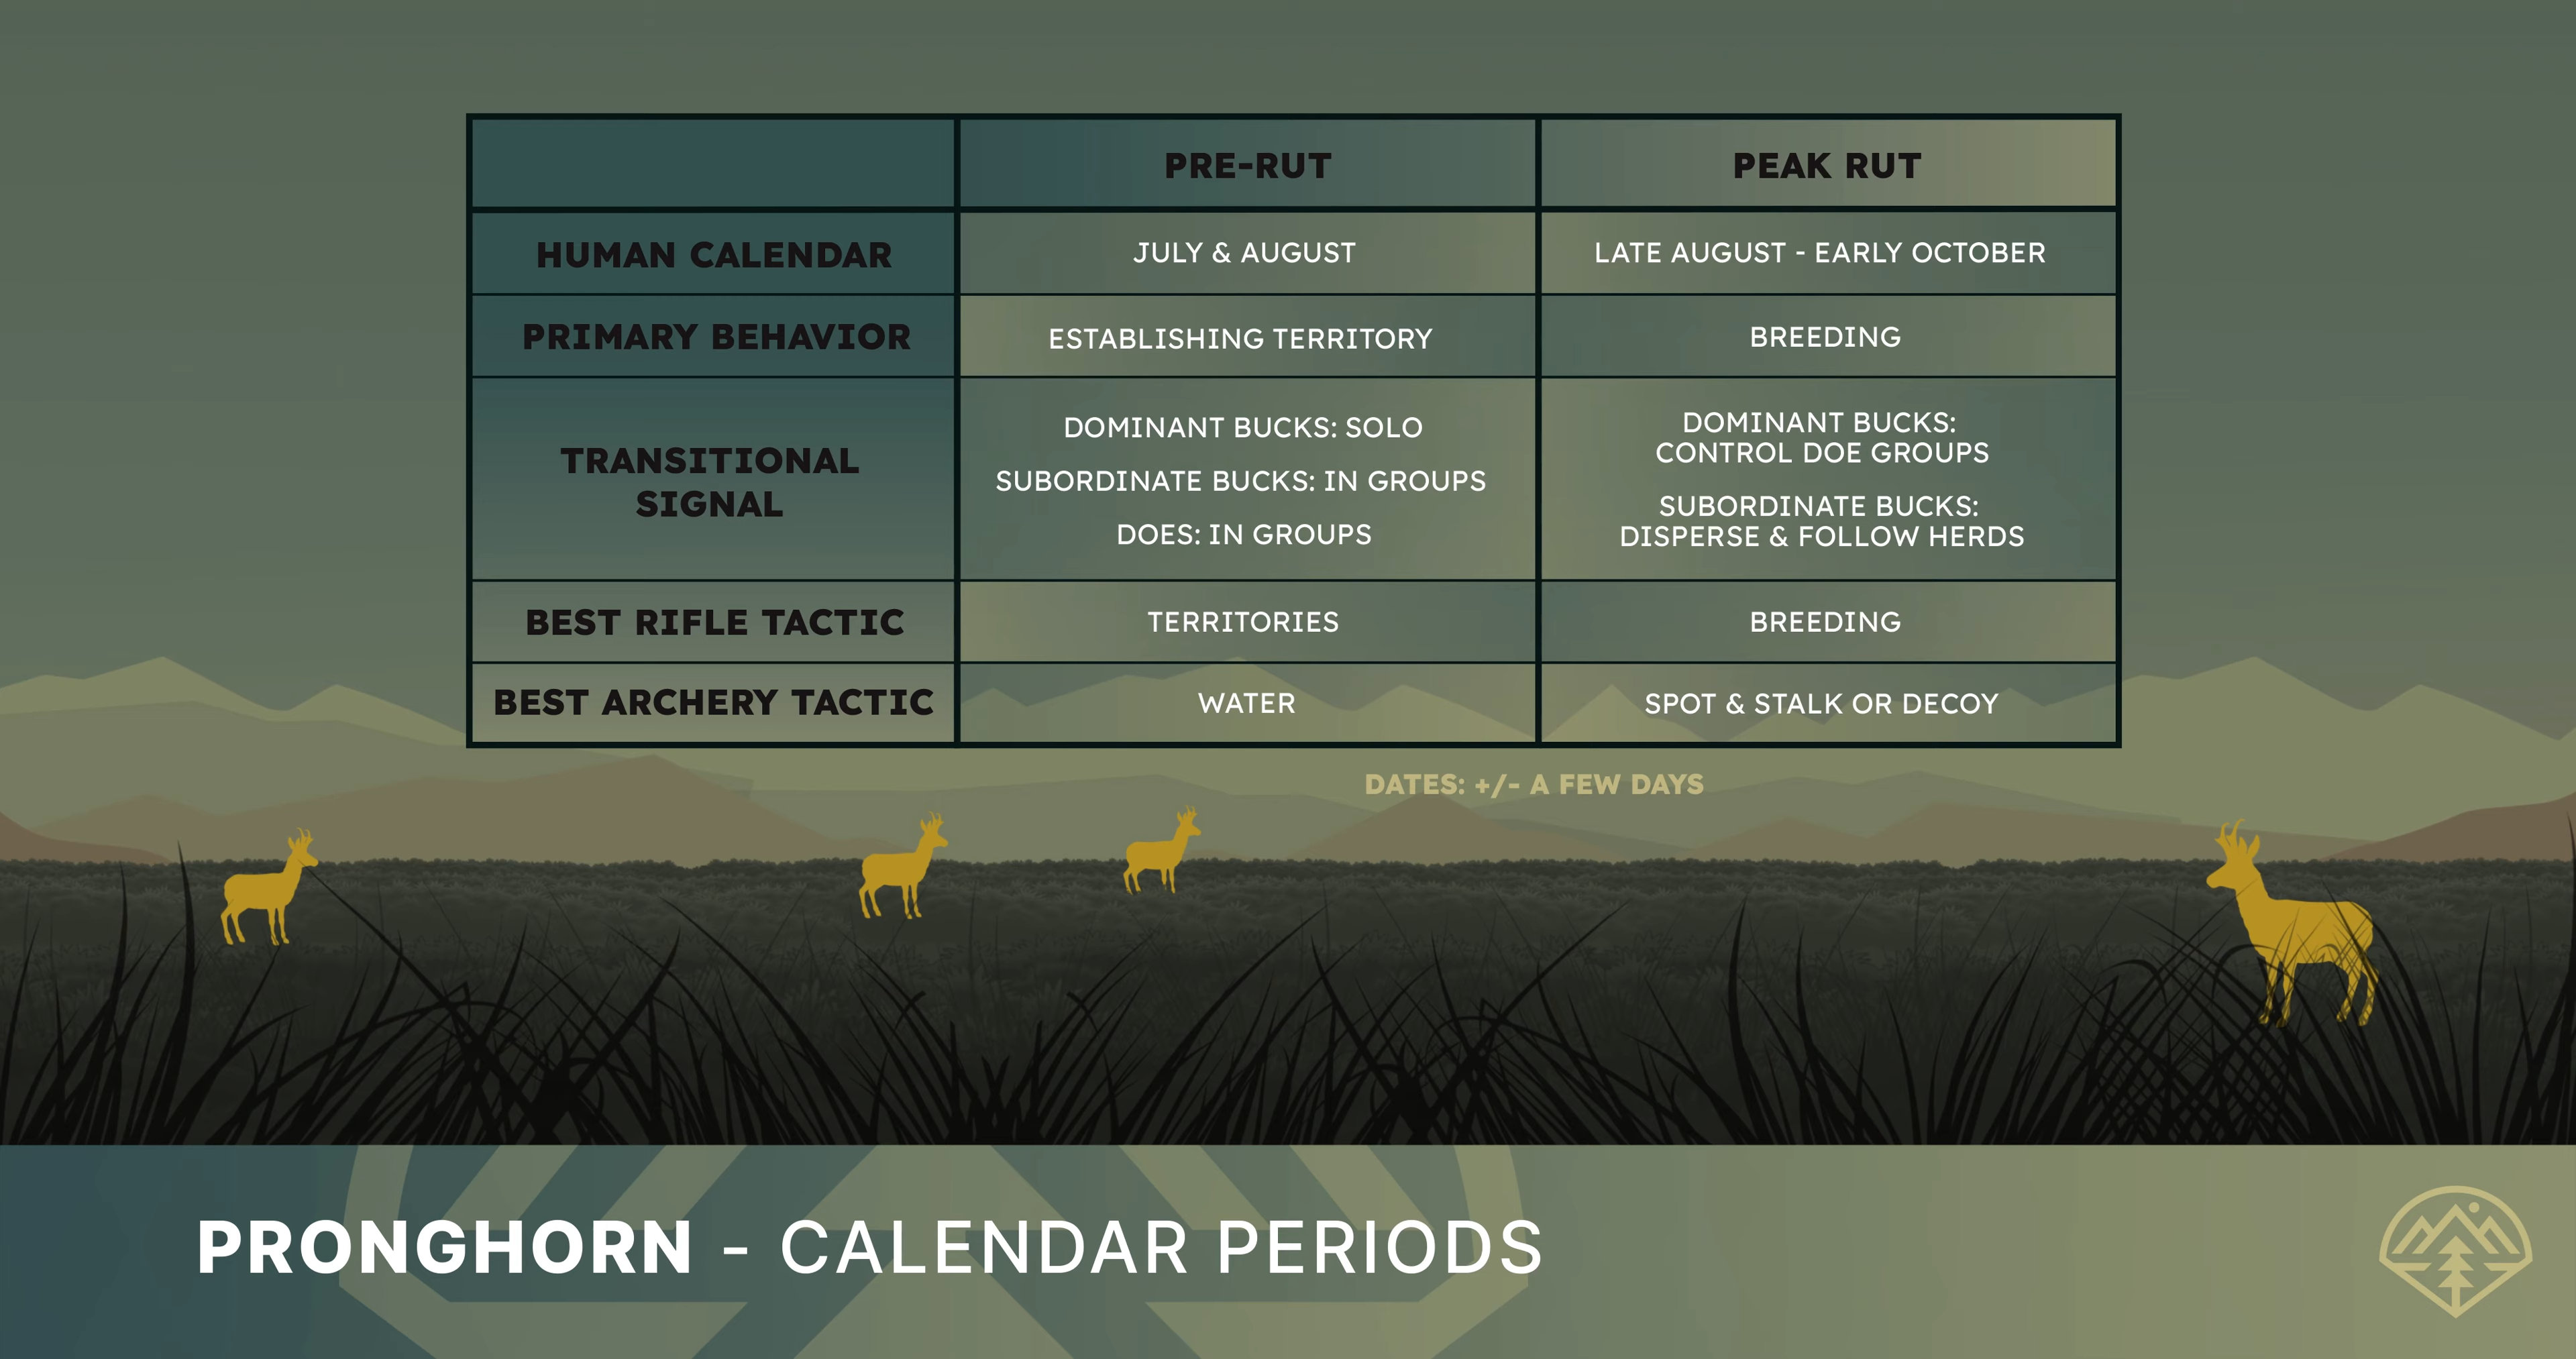 PRE-RUT
PEAK RUT
HUMAN CALENDAR
JULY & AUGUST
LATE AUGUST - EARLY OCTOBER
PRIMARY BEHAVIOR
ESTABLISHING TERRITORY
BREEDING
TRANSITIONAL
SIGNAL
DOMINANT BUCKS: SOLO
SUBORDINATE BUCKS: IN GROUPS
DOES: IN GROUPS
DOMINANT BUCKS:
CONTROL DOE GROUPS
SUBORDINATE BUCKS:
DISPERSE & FOLLOW HERDS
BEST RIFLE TACTIC
TERRITORIES
BREEDING
BEST ARCHERY TACTIC
WATER
SPOT & STALK OR DECOY
DATES: +/- A FEW DAYS
PRONGHORN - CALENDAR PERIODS